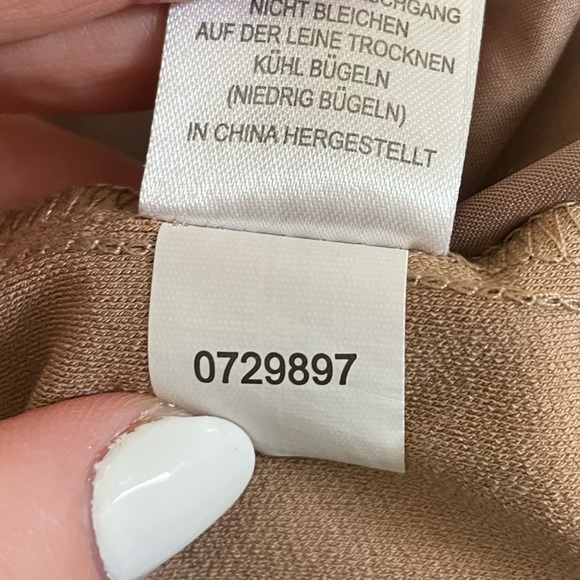 NICHT BLEICHEN
AUF DER LEINE TROCKNEN
KÜHL BÜGELN
(NIEDRIG BÜGELN)
IN CHINA HERGESTELLT
0729897